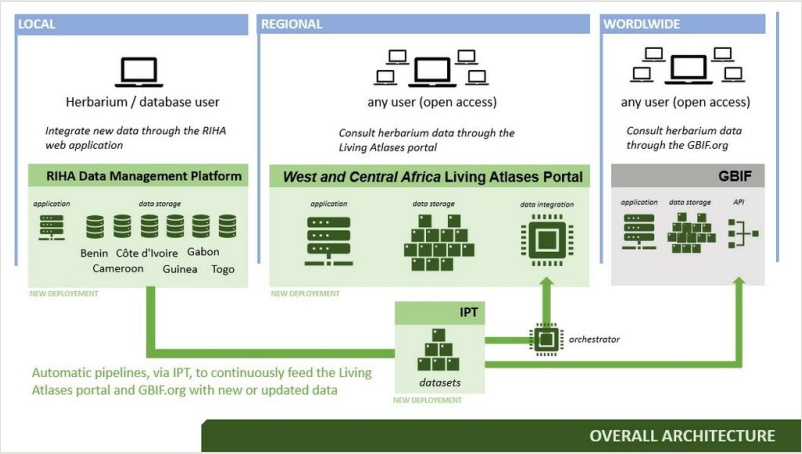 LOCAL
Herbarium / database user
Integrate new data through the RIHA
web application
RIHA Data Management Platform
application
data storage
Benin Côte d'Ivoire Gabon
Cameroon Guinea Togo
NEW DEPLOYEMENT
REGIONAL
any user (open access)
Consult herbarium data through the
Living Atlases portal
West and Central Africa Living Atlases Portal
application
data storage
data integration
NEW DEPLOYEMENT
WORDLWIDE
any user (open access)
Consult herbarium data
through the GBIF.org
GBIF
application
data storage
API
IPT
datasets
NEW DEPLOYEMENT
orchestrator
Automatic pipelines, via IPT, to continuously feed the Living
Atlases portal and GBIF.org with new or updated data
OVERALL ARCHITECTURE